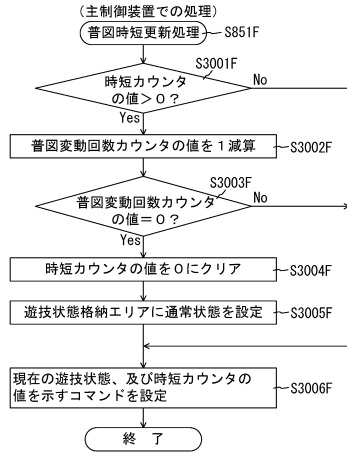 （主制御装置での処理）
普図時短更新処理
S851F
S3001F
時短カウンタ
の値＞０？
No
Yes
普図変動回数カウンタの値を１減算
S3002F
S3003F
普図変動回数カウンタ
の値＝０？
No
Yes
時短カウンタの値を０にクリア
S3004F
遊技状態格納エリアに通常状態を設定
S3005F
現在の遊技状態、及び時短カウンタの
値を示すコマンドを設定
S3006F
終　了